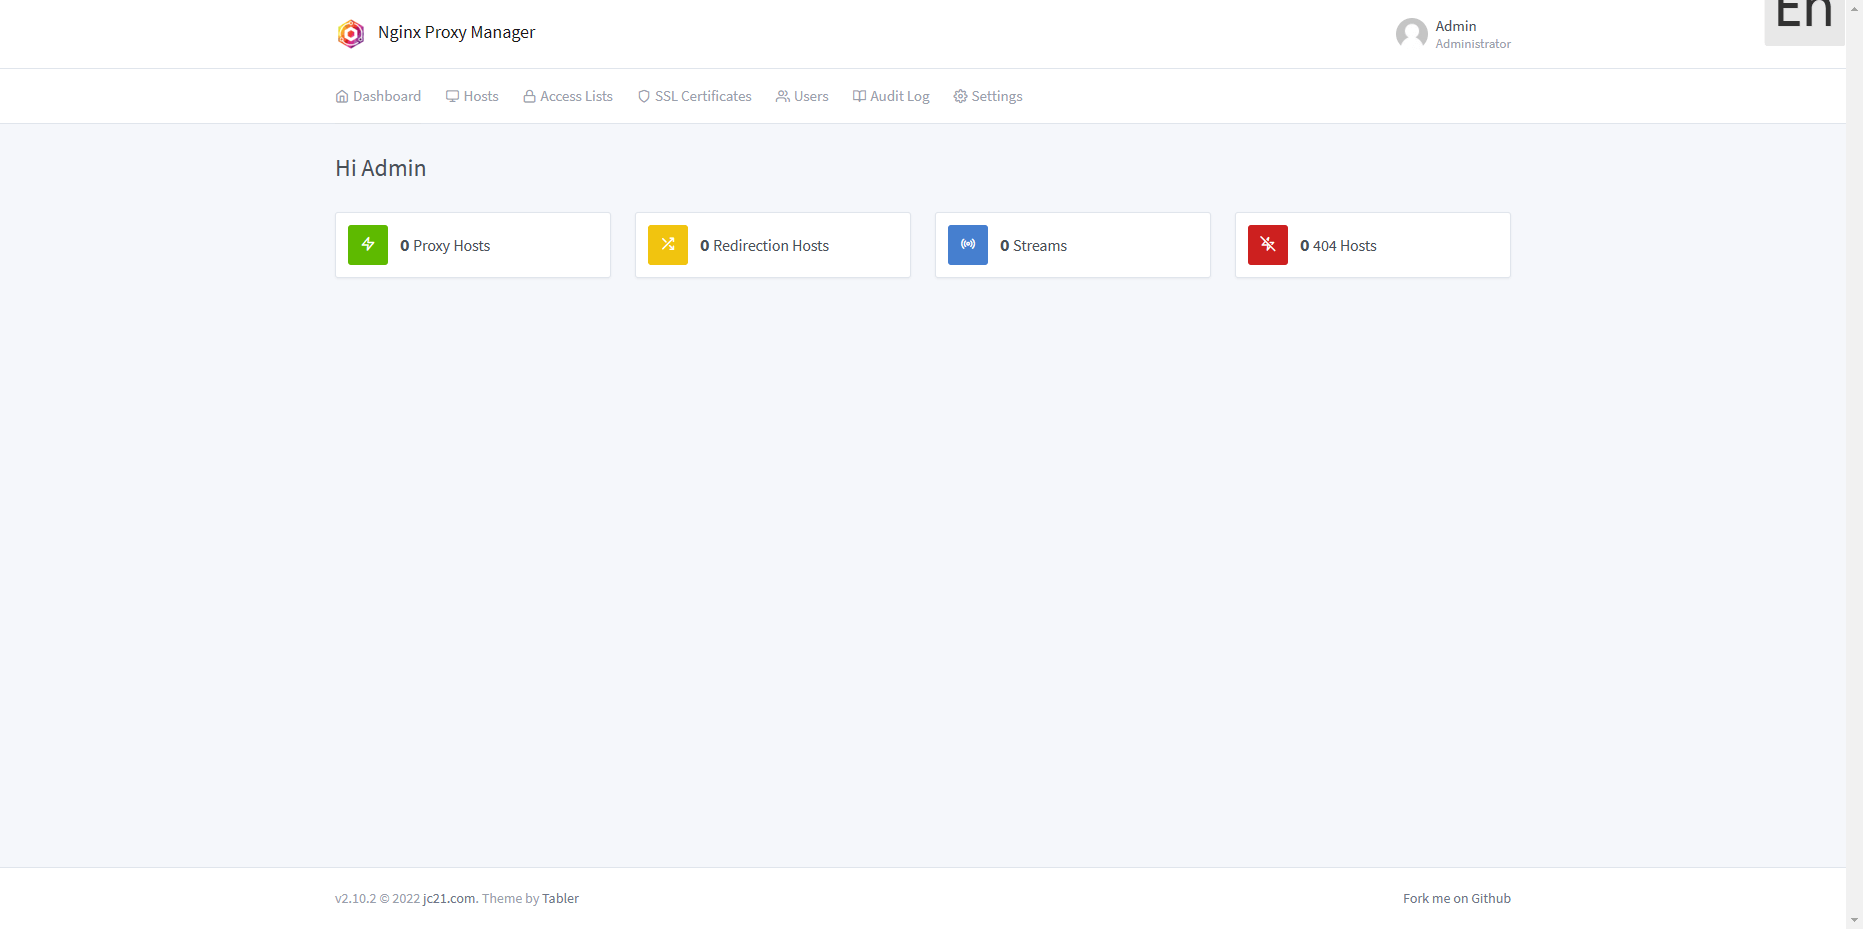 Nginx Proxy Manager
Admin
Administrator
En
Dashboard Hosts Access Lists SSL Certificates Users Audit Log Settings
Hi Admin
0 Proxy Hosts
0 Redirection Hosts
0 Streams
0 404 Hosts
v2.10.2 © 2022 jc21.com. Theme by Tabler
Fork me on Github